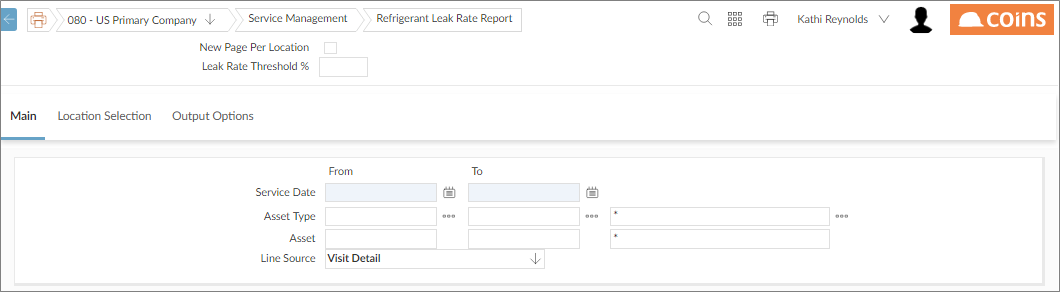 080 - US Primary Company Service Management Refrigerant Leak Rate Report Kathi Reynolds coins
New Page Per Location
Leak Rate Threshold %
Main Location Selection Output Options
From To
Service Date
Asset Type *
Asset *
Line Source Visit Detail